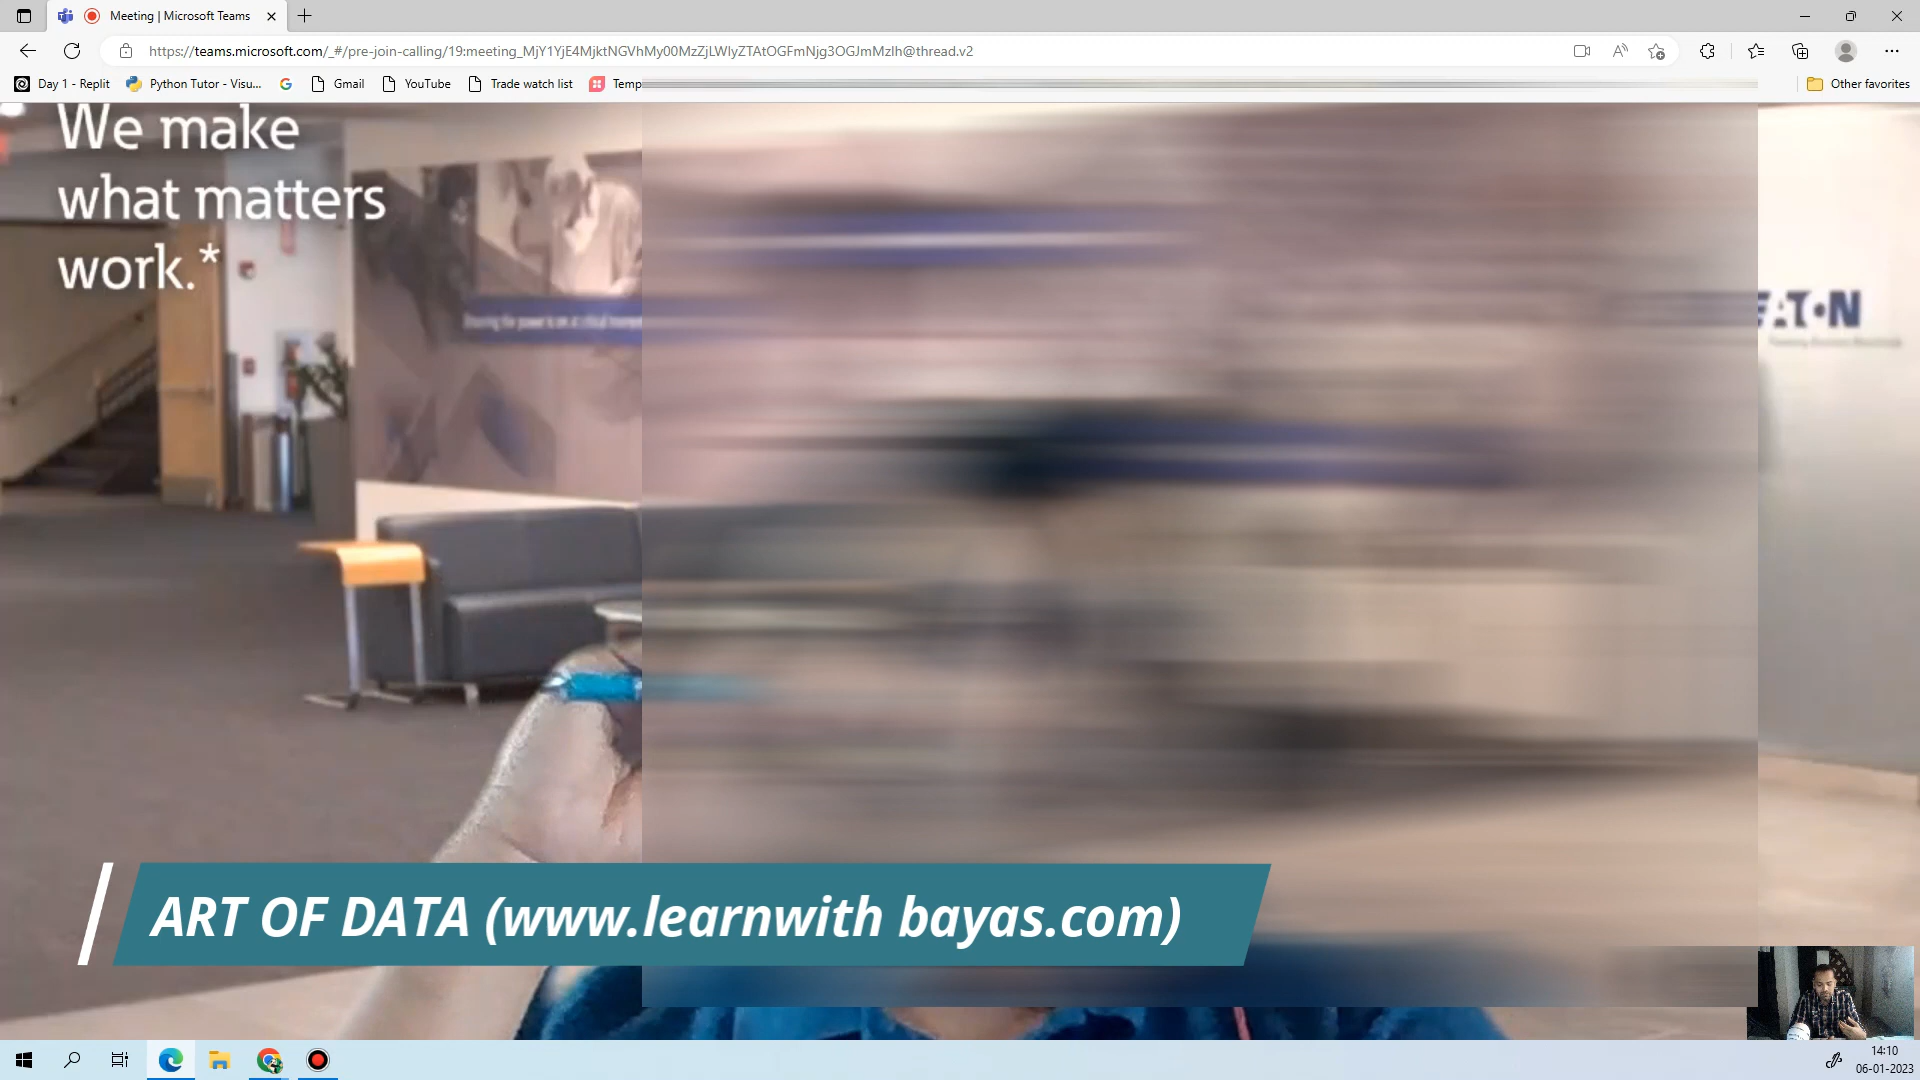 Meeting | Microsoft Teams
https://teams.microsoft.com/_#/pre-join-calling/19:meeting_MjY1YjE4MjktNGVhMy00MzZjLWIyZTAtOGFmNjg3OGJmMzIh@thread.v2
Day 1 - Replit
Python Tutor - Visu...
Gmail
YouTube
Trade watch list
Temp
Other favorites
We make
what matters
work.*
EATON
ART OF DATA (www.learnwith bayas.com)
14:10
06-01-2023